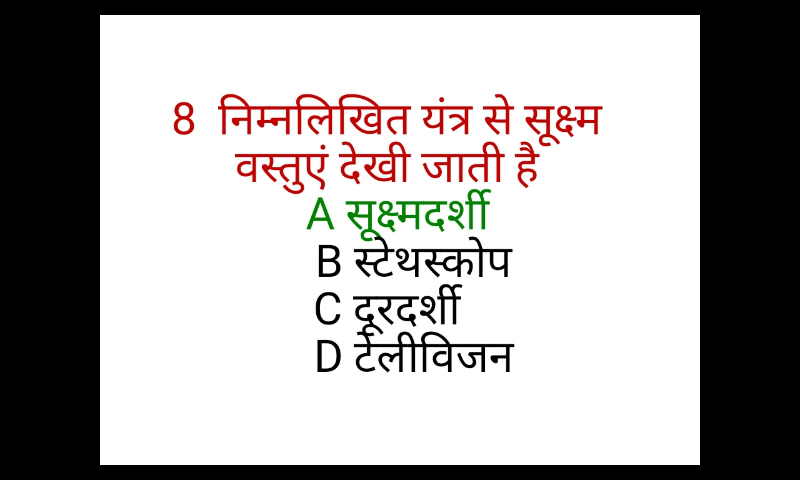 8 निम्नलिखित यंत्र से सूक्ष्म
वस्तुएं देखी जाती है
A सूक्ष्मदर्शी
B स्टेथस्कोप
C दूरदर्शी
D टेलीविजन